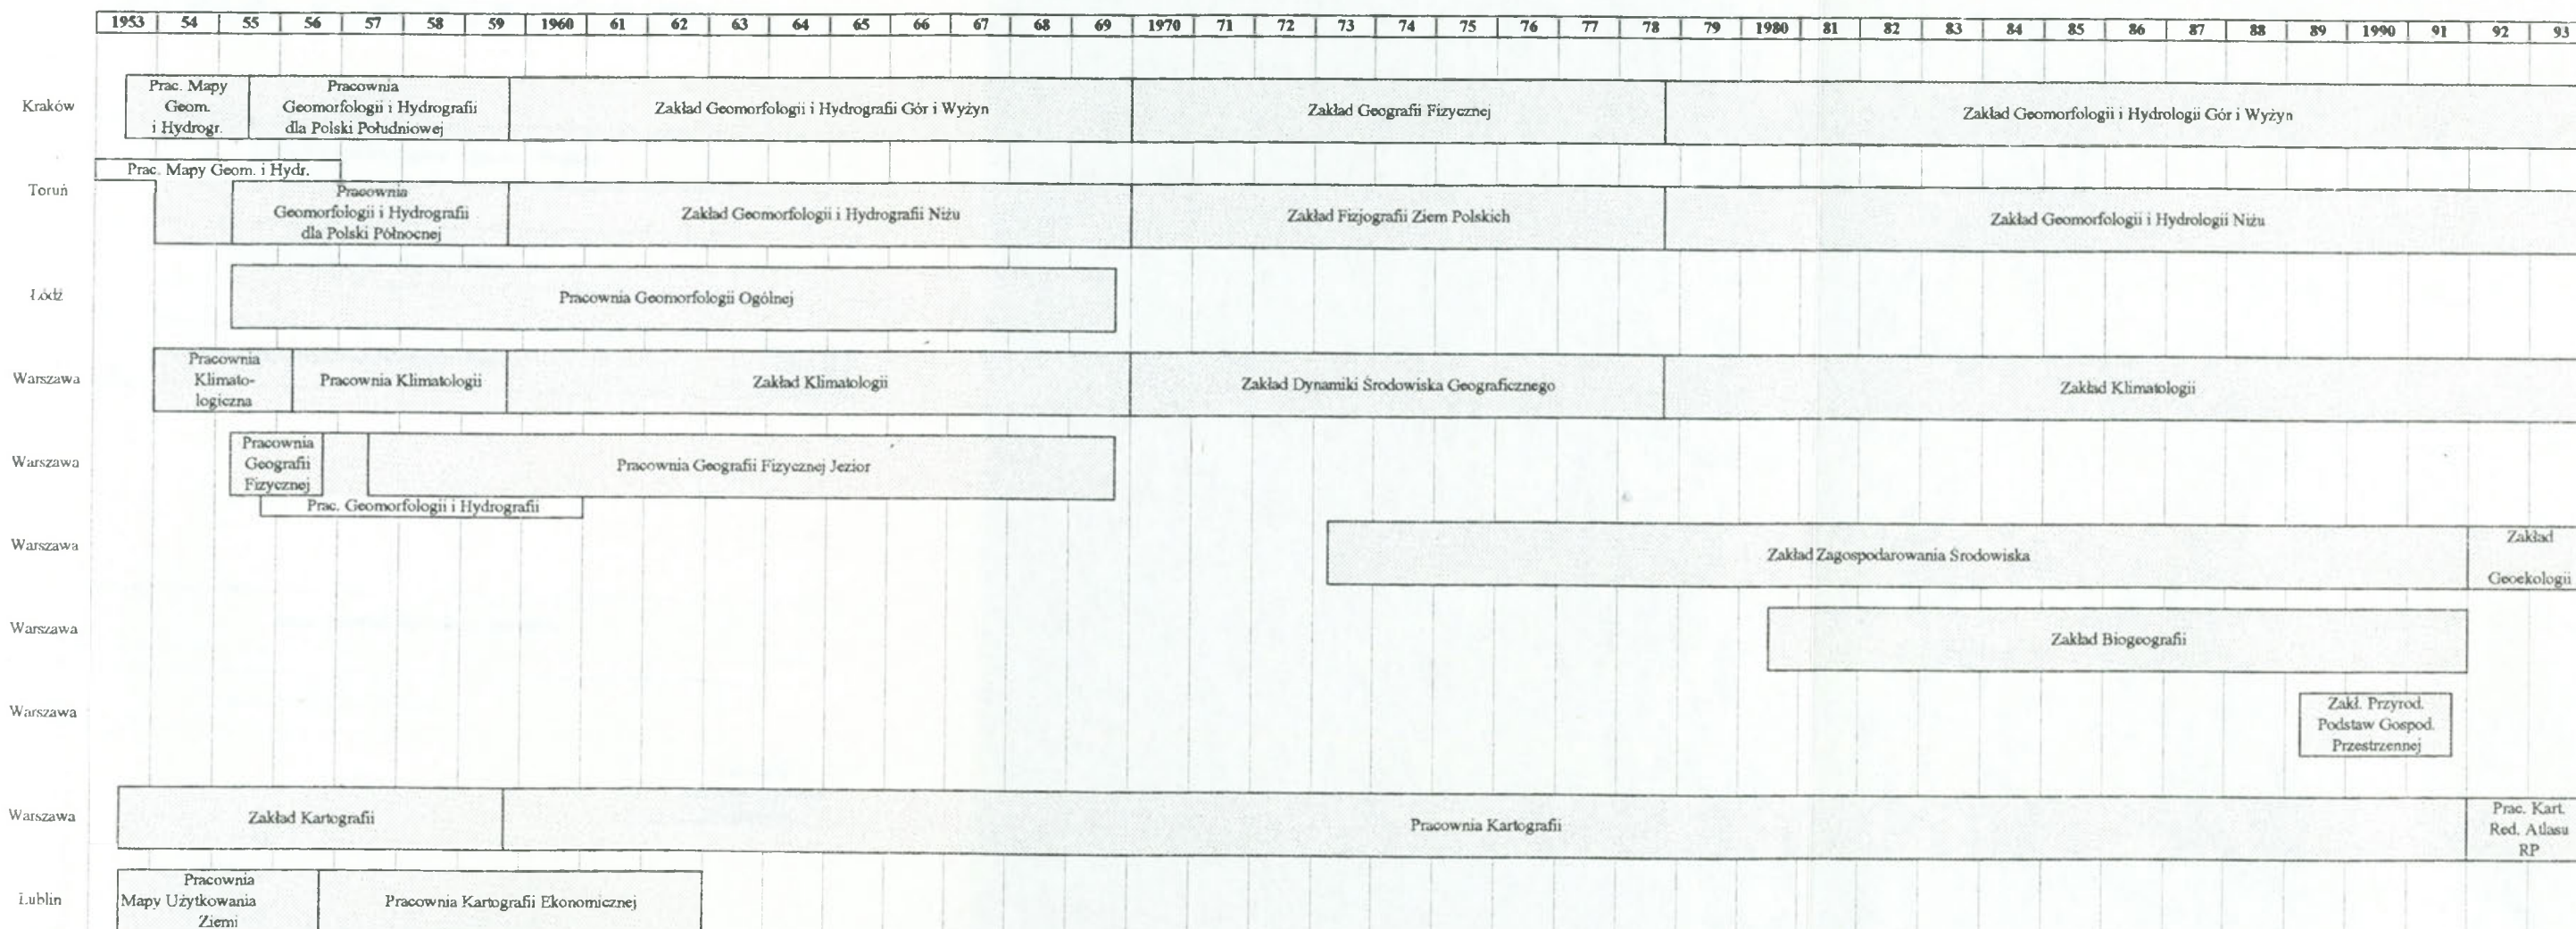 1953 54 55 56 57 58 59 1960 61 62 63 64 65 66 67 68 69 1970 71 72 73 74 75 76 77 78 79 1980 81 82 83 84 85 86 87 88 89 1990 91 92 93
Kraków
Prac. Mapy
Geom.
i Hydrogr.
Pracownia
Geomorfologii i Hydrografii
dla Polski Południowej
Zakład Geomorfologii i Hydrografii Gór i Wyżyn
Zakład Geografii Fizycznej
Zakład Geomorfologii i Hydrologii Gór i Wyżyn
Toruń
Prac. Mapy Geom. i Hydr.
Pracownia
Geomorfologii i Hydrografii
dla Polski Północnej
Zakład Geomorfologii i Hydrografii Niżu
Zakład Fizjografii Ziem Polskich
Zakład Geomorfologii i Hydrologii Niżu
Łódź
Pracownia Geomorfologii Ogólnej
Warszawa
Pracownia
Klimato-
logiczna
Pracownia Klimatologii
Zakład Klimatologii
Zakład Dynamiki Środowiska Geograficznego
Zakład Klimatologii
Warszawa
Pracownia
Geografii
Fizycznej
Pracownia Geografii Fizycznej Jezior
Prac. Geomorfologii i Hydrografii
Warszawa
Zakład Zagospodarowania Środowiska
Zakład
Geoekologii
Warszawa
Zakład Biogeografii
Warszawa
Zakł. Przyrod.
Podstaw Gospod.
Przestrzennej
Warszawa
Zakład Kartografii
Pracownia Kartografii
Prac. Kart.
Red. Atlasu
RP
Lublin
Pracownia
Mapy Użytkowania
Ziemi
Pracownia Kartografii Ekonomicznej